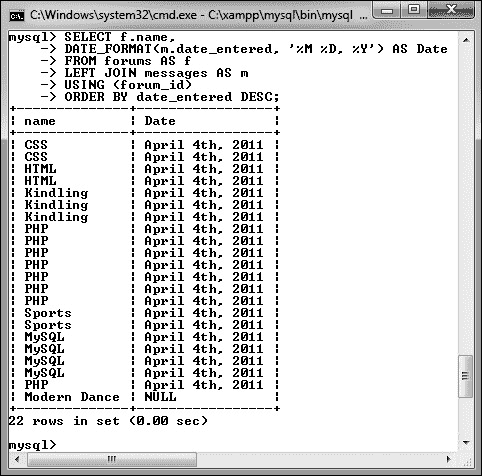 C:\Windows\system32\cmd.exe - C:\xampp\mysql\bin\mysql ...
mysql> SELECT f.name,
    -> DATE_FORMAT(m.date_entered, '%M %D, %Y') AS Date
    -> FROM forums AS f
    -> LEFT JOIN messages AS m
    -> USING (forum_id)
    -> ORDER BY date_entered DESC;
+--------------+-----------------+
| name         | Date            |
+--------------+-----------------+
| CSS          | April 4th, 2011 |
| CSS          | April 4th, 2011 |
| HTML         | April 4th, 2011 |
| HTML         | April 4th, 2011 |
| Kindling     | April 4th, 2011 |
| Kindling     | April 4th, 2011 |
| Kindling     | April 4th, 2011 |
| PHP          | April 4th, 2011 |
| PHP          | April 4th, 2011 |
| PHP          | April 4th, 2011 |
| PHP          | April 4th, 2011 |
| PHP          | April 4th, 2011 |
| PHP          | April 4th, 2011 |
| PHP          | April 4th, 2011 |
| Sports       | April 4th, 2011 |
| Sports       | April 4th, 2011 |
| MySQL        | April 4th, 2011 |
| MySQL        | April 4th, 2011 |
| MySQL        | April 4th, 2011 |
| MySQL        | April 4th, 2011 |
| PHP          | April 4th, 2011 |
| Modern Dance | NULL            |
+--------------+-----------------+
22 rows in set (0.00 sec)
mysql>